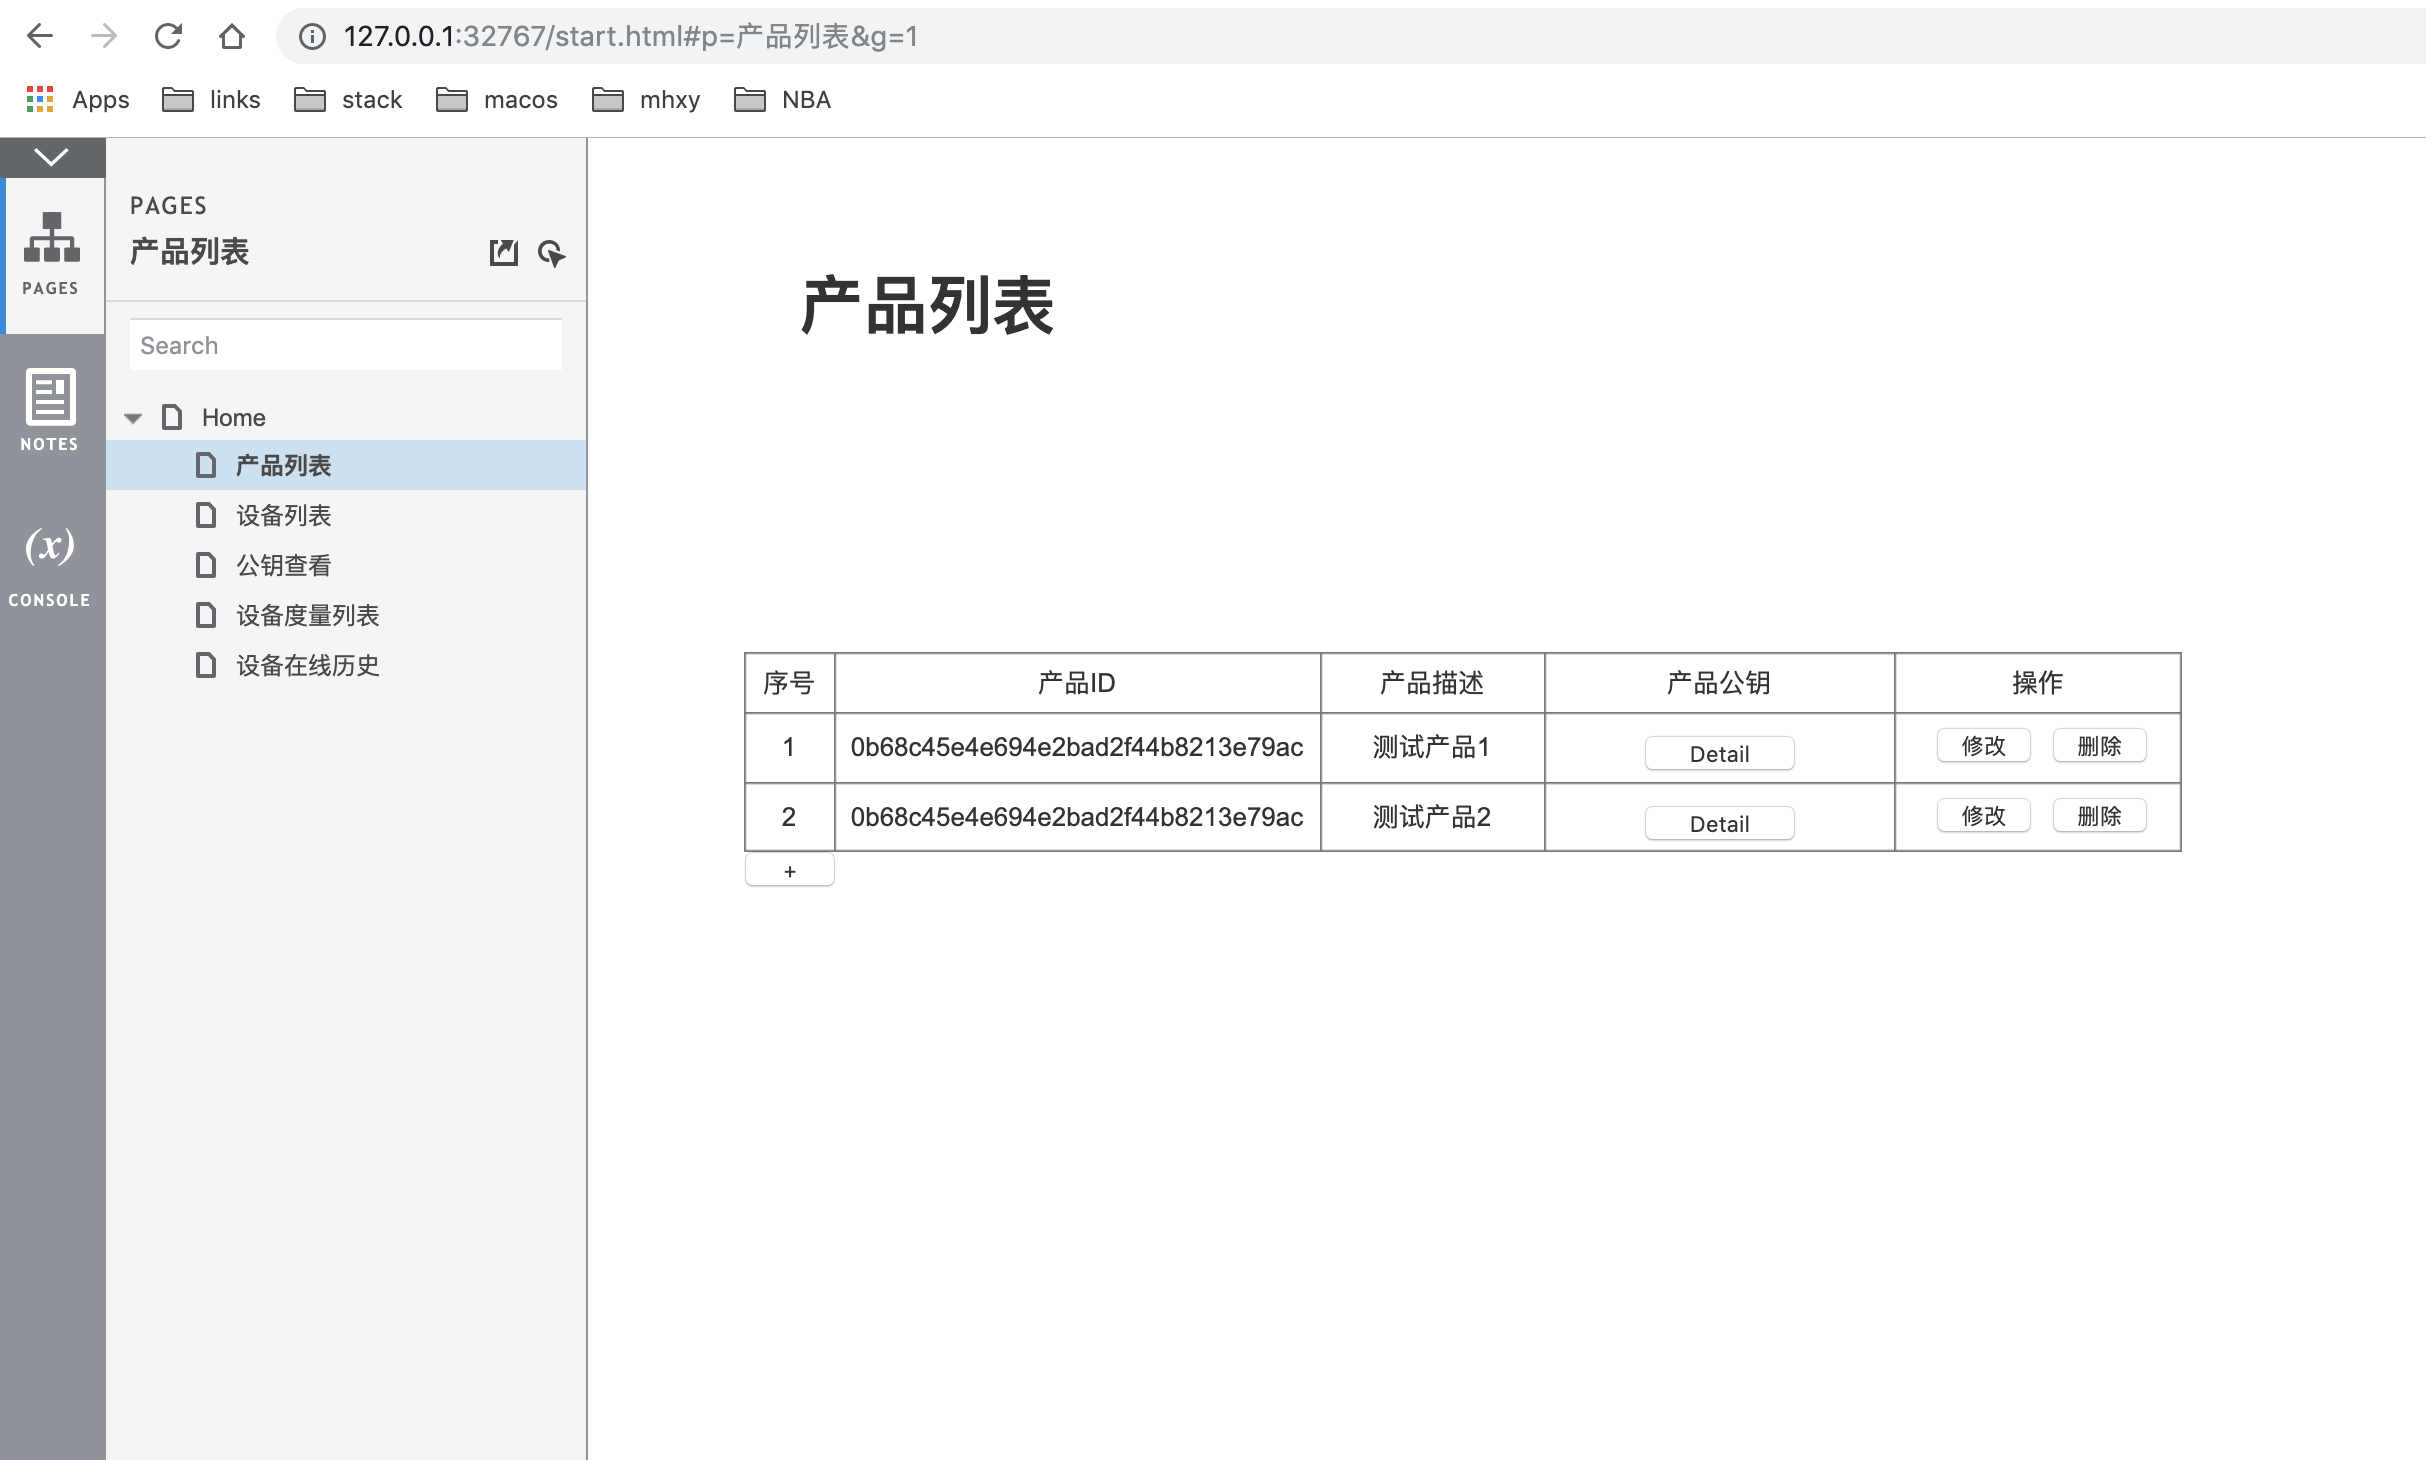 127.0.0.1:32767/start.html#p=产品列表&g=1
Apps links stack macos mhxy NBA
PAGES
产品列表
PAGES
Search
NOTES
(x)
CONSOLE
Home
产品列表
设备列表
公钥查看
设备度量列表
设备在线历史
产品列表
序号 产品ID 产品描述 产品公钥 操作
1 0b68c45e4e694e2bad2f44b8213e79ac 测试产品1 Detail 修改 删除
2 0b68c45e4e694e2bad2f44b8213e79ac 测试产品2 Detail 修改 删除
+